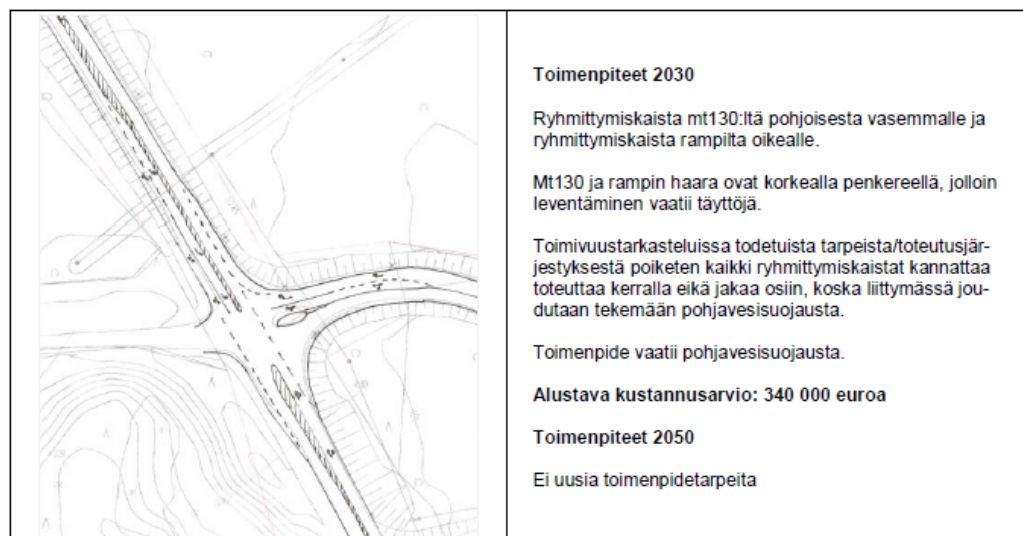 Toimenpiteet 2030
Ryhmittymiskaista mt130:ltä pohjoisesta vasemmalle ja
ryhmittymiskaista rampilta oikealle.
Mt130 ja rampin haara ovat korkealla penkereellä, jolloin
leventäminen vaatii täyttöjä.
Toimivuustarkasteluissa todetuista tarpeista/toteutusjär-
jestyksestä poiketen kaikki ryhmittymiskaistat kannattaa
toteuttaa kerralla eikä jakaa osiin, koska liittymässä jou-
dutaan tekemään pohjavesisuojausta.
Toimenpide vaatii pohjavesisuojausta.
Alustava kustannusarvio: 340 000 euroa
Toimenpiteet 2050
Ei uusia toimenpidetarpeita